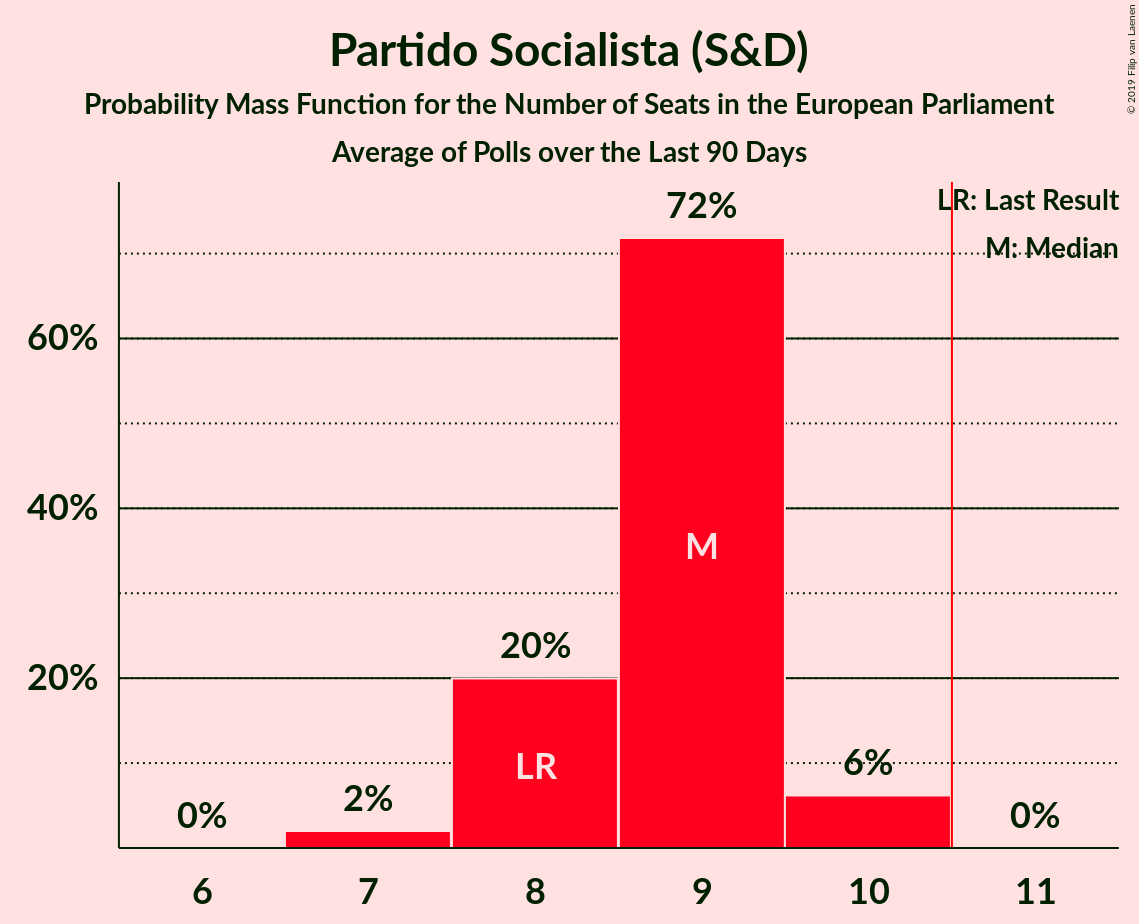 Partido Socialista (S&D)
Probability Mass Function for the Number of Seats in the European Parliament
Average of Polls over the Last 90 Days
© 2019 Filip van Laenen
LR: Last Result
M: Median
72%
60%
40%
M
20%
20%
LR
6%
2%
0%
0%
6 7 8 9 10 11